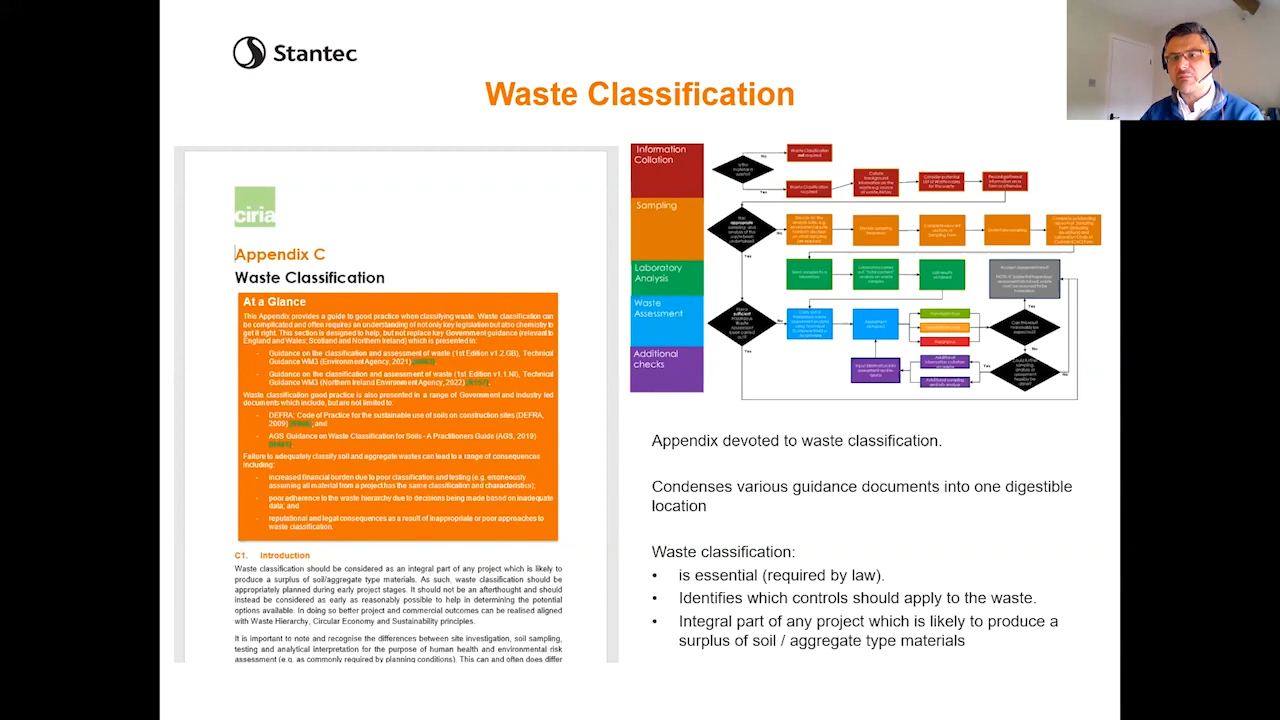 Stantec
Waste Classification
ciria
Appendix C
Waste Classification
At a Glance
This Appendix provides a guide to good practice when classifying waste. Waste classification can
be complicated and often requires an understanding of not only key legislation but also chemistry to
get it right. This section is designed to help, but not replace key Government guidance (relevant to
England and Wales; Scotland and Northern Ireland) which is presented in:
- Guidance on the classification and assessment of waste (1st Edition v1.2.GB), Technical
Guidance WM3 (Environment Agency, 2021)
- Guidance on the classification and assessment of waste (1st Edition v1.1.NI), Technical
Guidance WM3 (Northern Ireland Environment Agency, 2022)
Waste classification good practice is also presented in a range of Government and Industry led
documents which include, but are not limited to:
- DEFRA: Code of Practice for the sustainable use of soils on construction sites (DEFRA,
2009) ; and
- AGS Guidance on Waste Classification for Soils - A Practitioners Guide (AGS, 2019)
Failure to adequately classify soil and aggregate wastes can lead to a range of consequences
including:
- increased financial burden due to poor classification and testing (e.g. erroneously
assuming all material from a project has the same classification and characteristics);
- poor adherence to the waste hierarchy due to decisions being made based on inadequate
data; and
- reputational and legal consequences as a result of inappropriate or poor approaches to
waste classification.
C1. Introduction
Waste classification should be considered as an integral part of any project which is likely to
produce a surplus of soil/aggregate type materials. As such, waste classification should be
appropriately planned during early project stages. It should not be an afterthought and should
instead be considered as early as reasonably possible to help in determining the potential
options available. In doing so better project and commercial outcomes can be realised aligned
with Waste Hierarchy, Circular Economy and Sustainability principles.
It is important to note and recognise the differences between site investigation, soil sampling,
testing and analytical interpretation for the purpose of human health and environmental risk
assessment (e.g. as commonly required by planning conditions). This can and often does differ
Information
Collation
Sampling
Laboratory
Analysis
Waste
Assessment
Additional
checks
No
Yes
Waste Classification
not required
Waste Classification
required
No
Yes
No
Yes
Yes
No
Yes
No
Appendix devoted to waste classification.
Condenses various guidance documents into one digestible
location
Waste classification:
• is essential (required by law).
• Identifies which controls should apply to the waste.
• Integral part of any project which is likely to produce a
surplus of soil / aggregate type materials